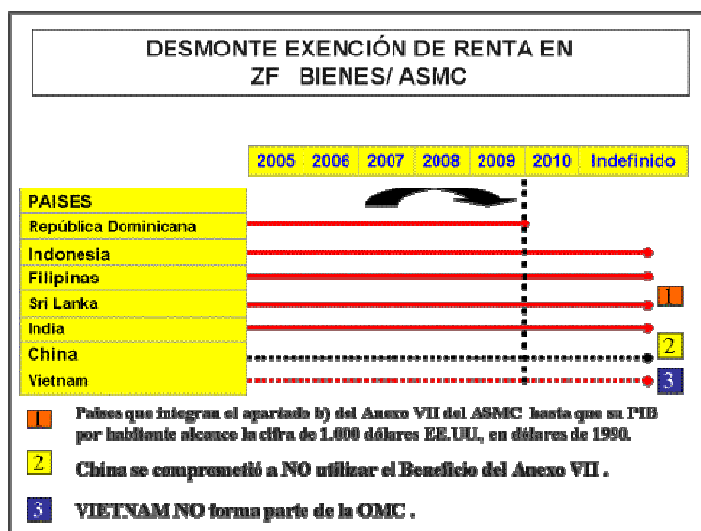 DESMONTE EXENCIÓN DE RENTA EN
ZF BIENES/ ASMC
2005 2006 2007 2008 2009 2010 Indefinido
PAISES
República Dominicana
Indonesia
Filipinas
Sri Lanka
India
China
Vietnam
1
2
3
1 Países que integran el apartado b) del Anexo VII del ASMC hasta que su PIB
por habitante alcance la cifra de 1.000 dólares EE.UU, en dólares de 1990.
2 China se comprometió a NO utilizar el Beneficio del Anexo VII .
3 VIETNAM NO forma parte de la OMC .